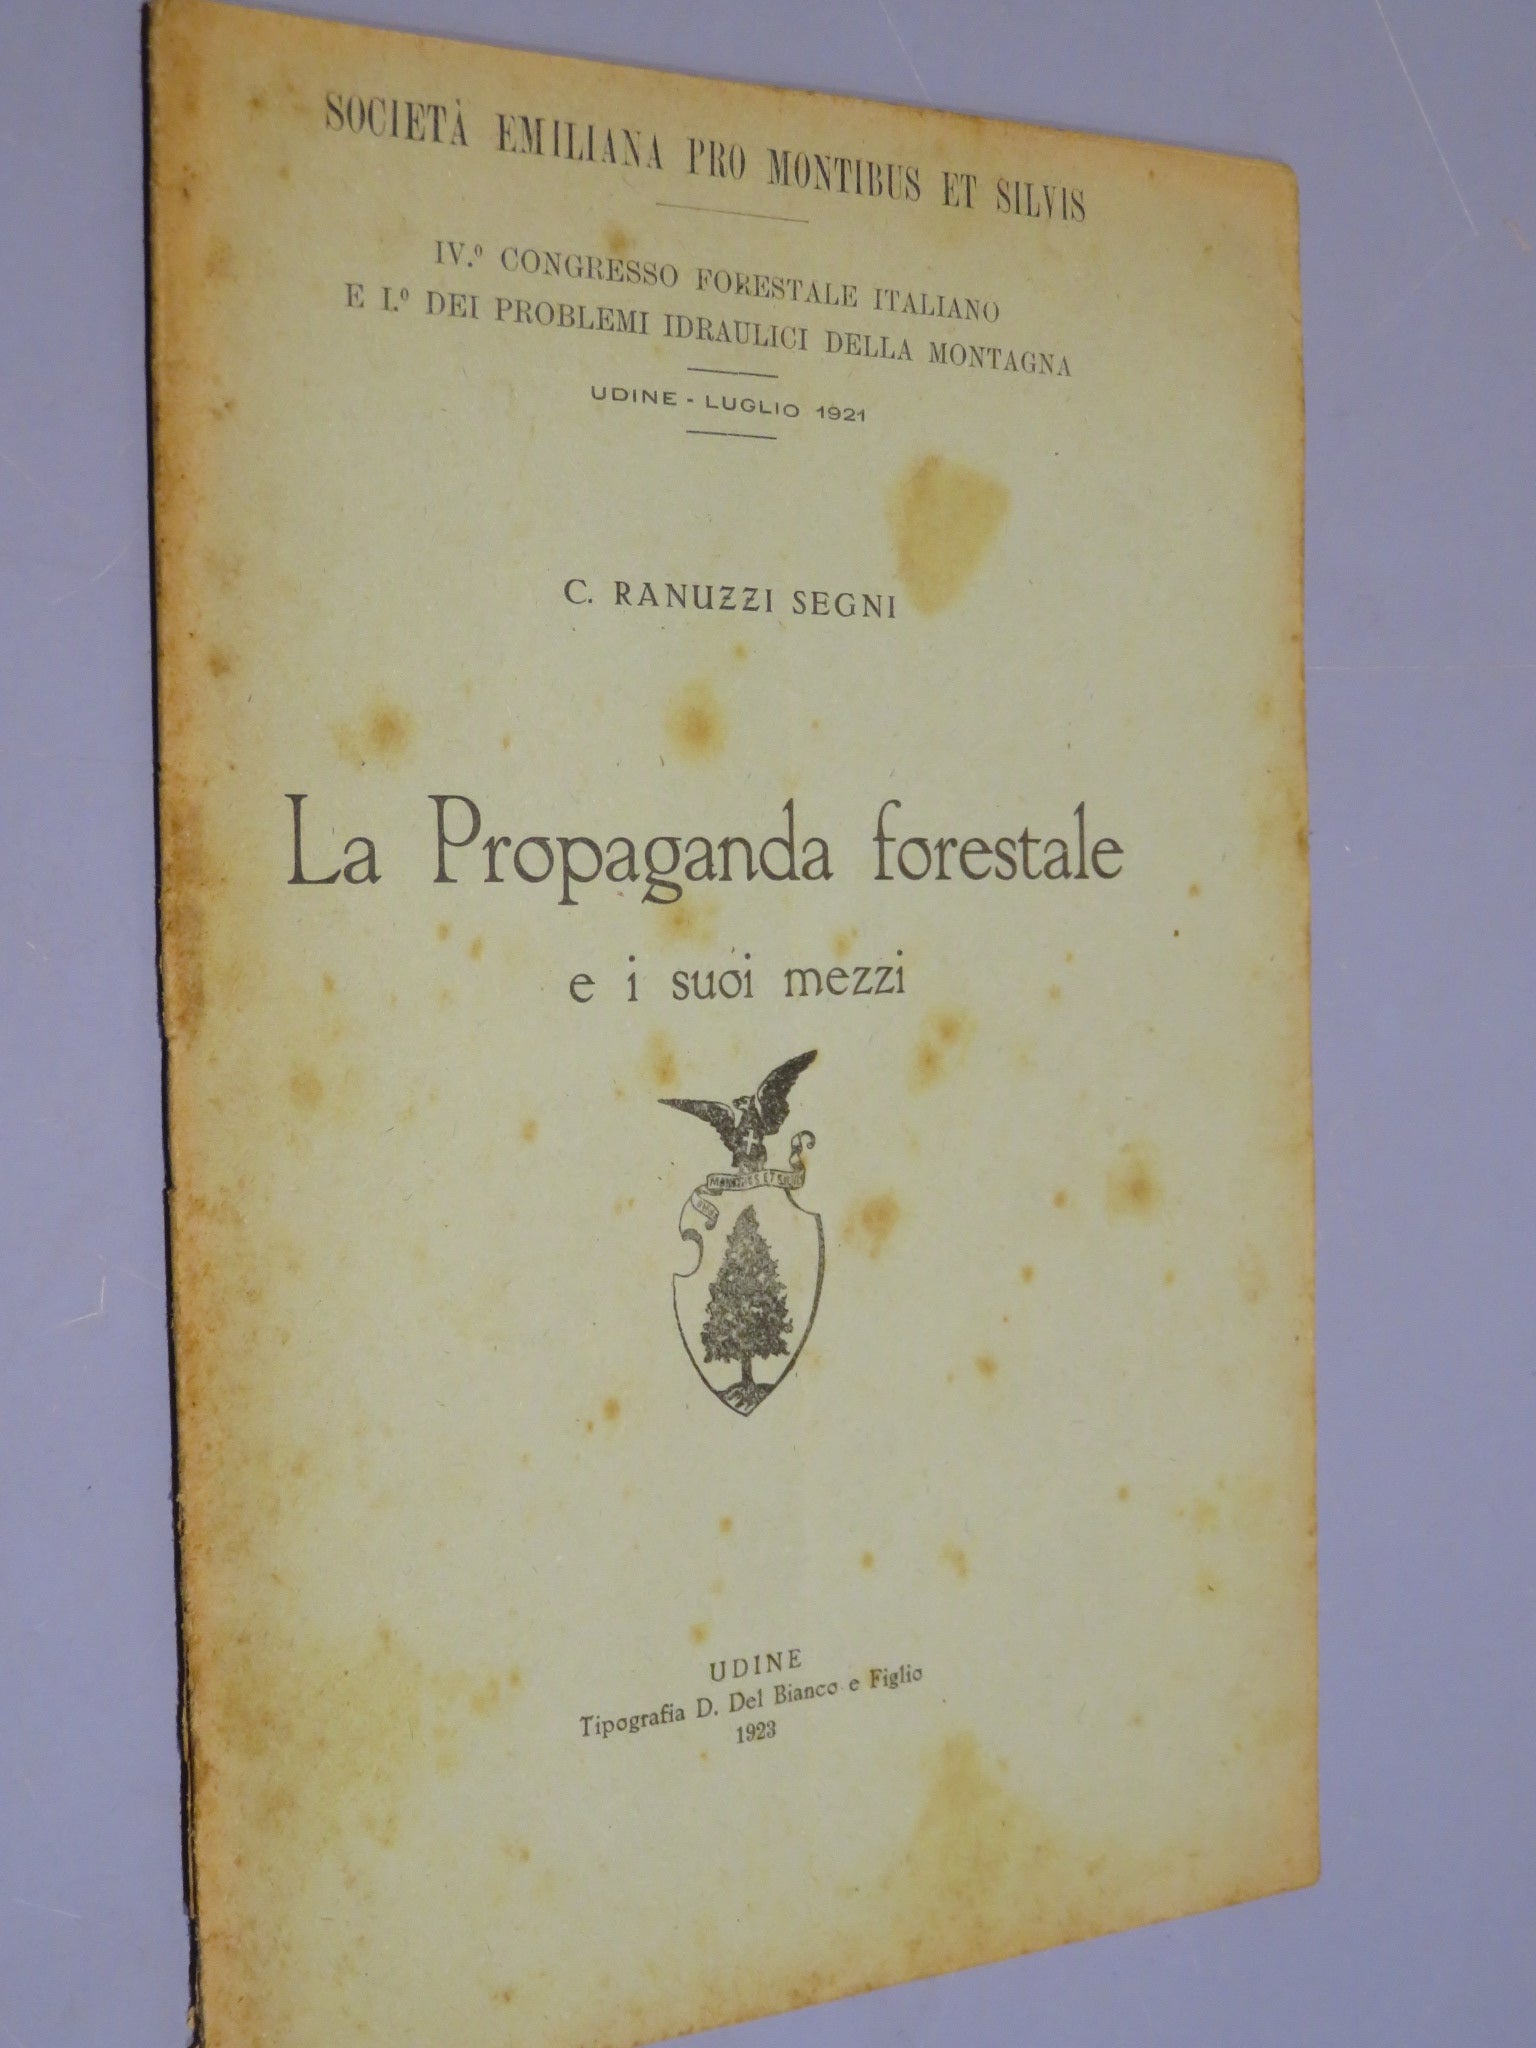 SOCIETÀ EMILIANA PRO MONTIBUS ET SILVIS
IV.º CONGRESSO FORESTALE ITALIANO
E I.º DEI PROBLEMI IDRAULICI DELLA MONTAGNA
UDINE - LUGLIO 1921
C. RANUZZI SEGNI
La Propaganda forestale
e i suoi mezzi
PRO
MONTIBUS ET SILVIS
UDINE
Tipografia D. Del Bianco e Figlio
1923